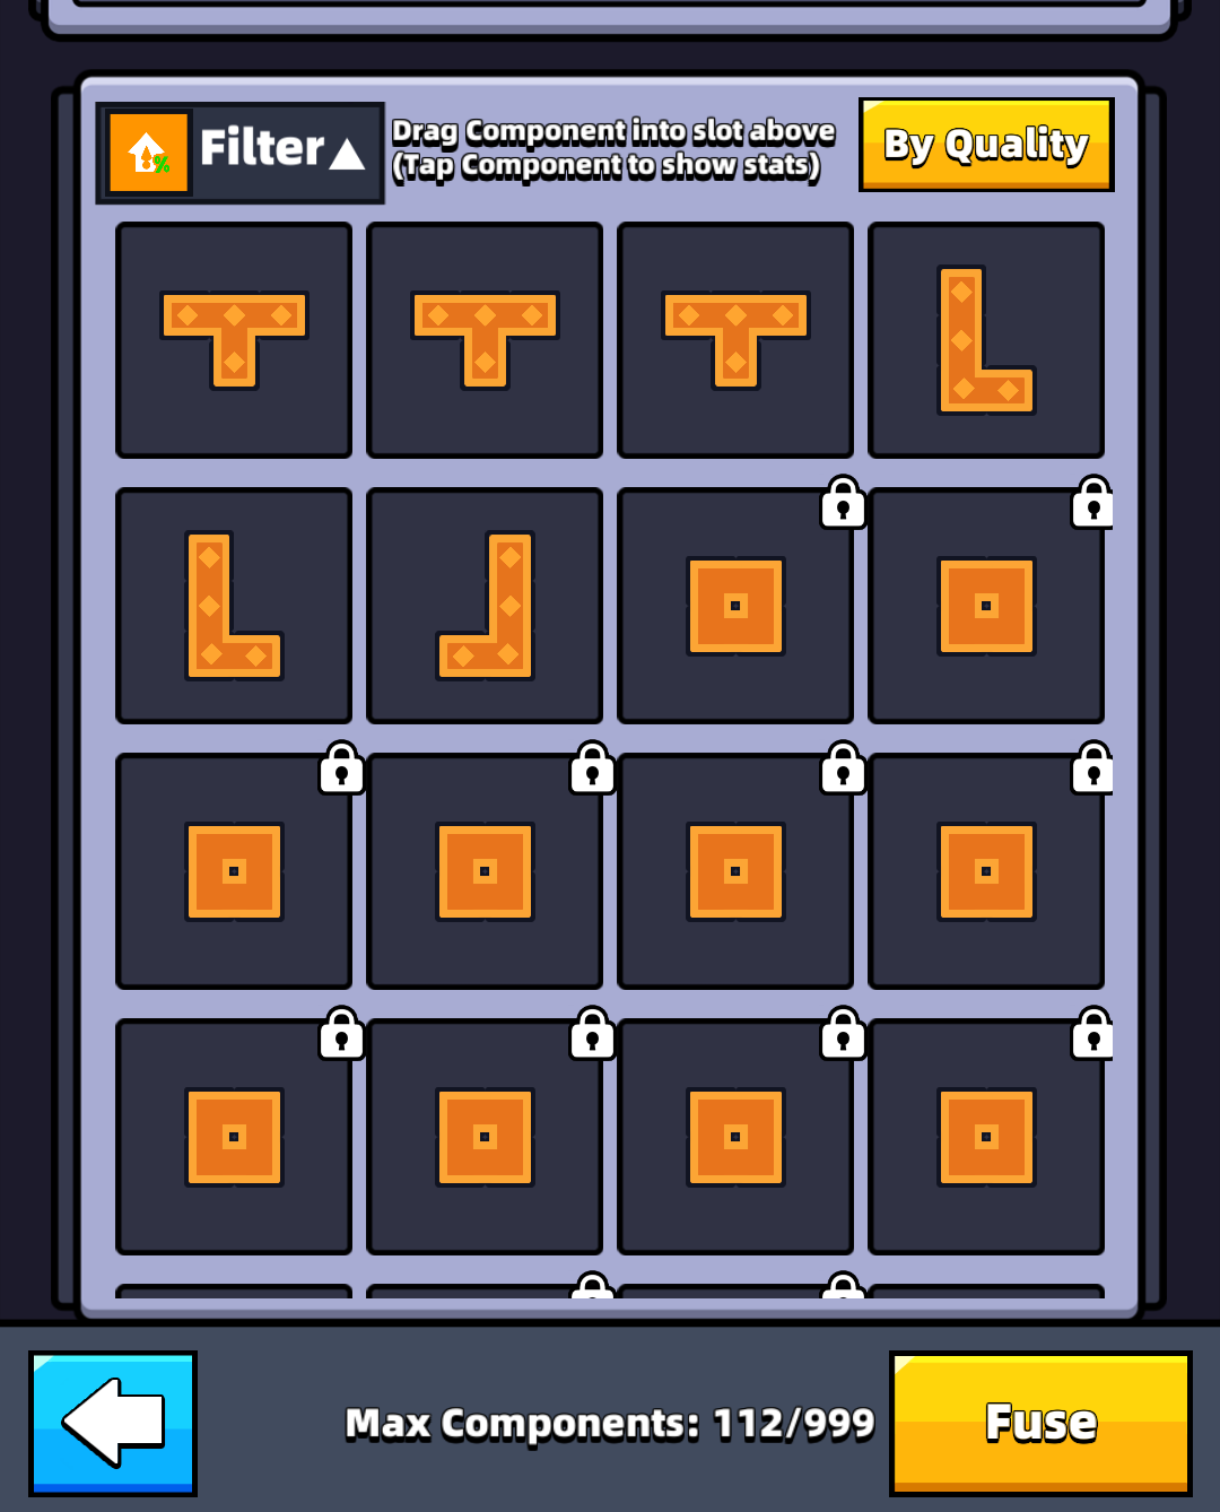 %
Filter
Drag Component into slot above
(Tap Component to show stats)
By Quality
Max Components: 112/999
Fuse